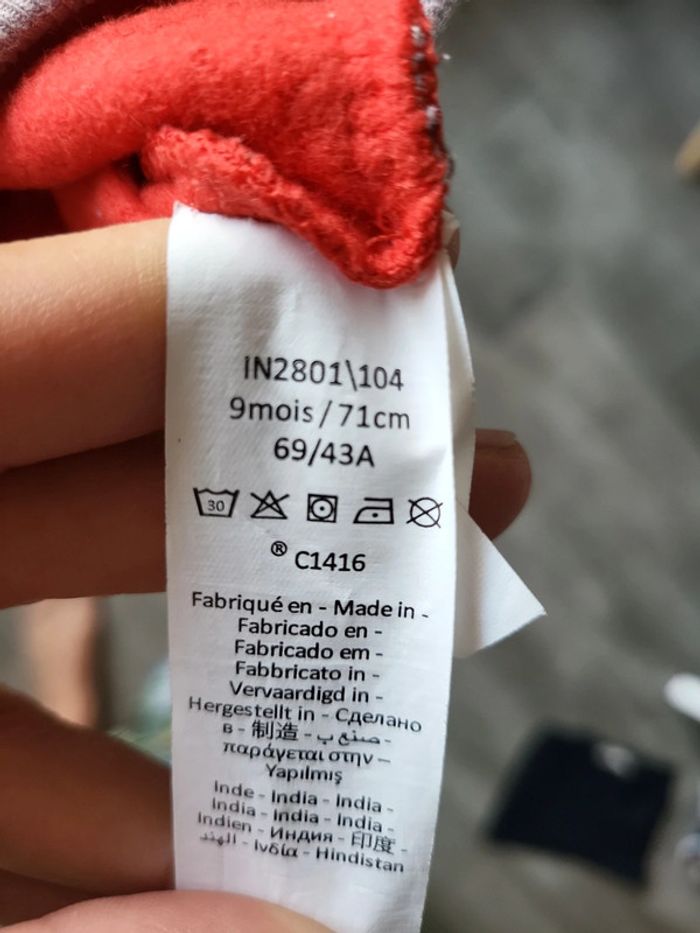 IN2801\104
9mois / 71cm
69/43A
30
® C1416
Fabriqué en - Made in -
Fabricado en -
Fabricado em -
Fabbricato in -
Vervaardigd in -
Hergestellt in - Сделано
в - 制造 - صنع ب -
παράγεται στην –
Yapılmış
Inde - India - India -
India - India - India -
Indien - Индия - 印度 -
الهند - Ινδία - Hindistan